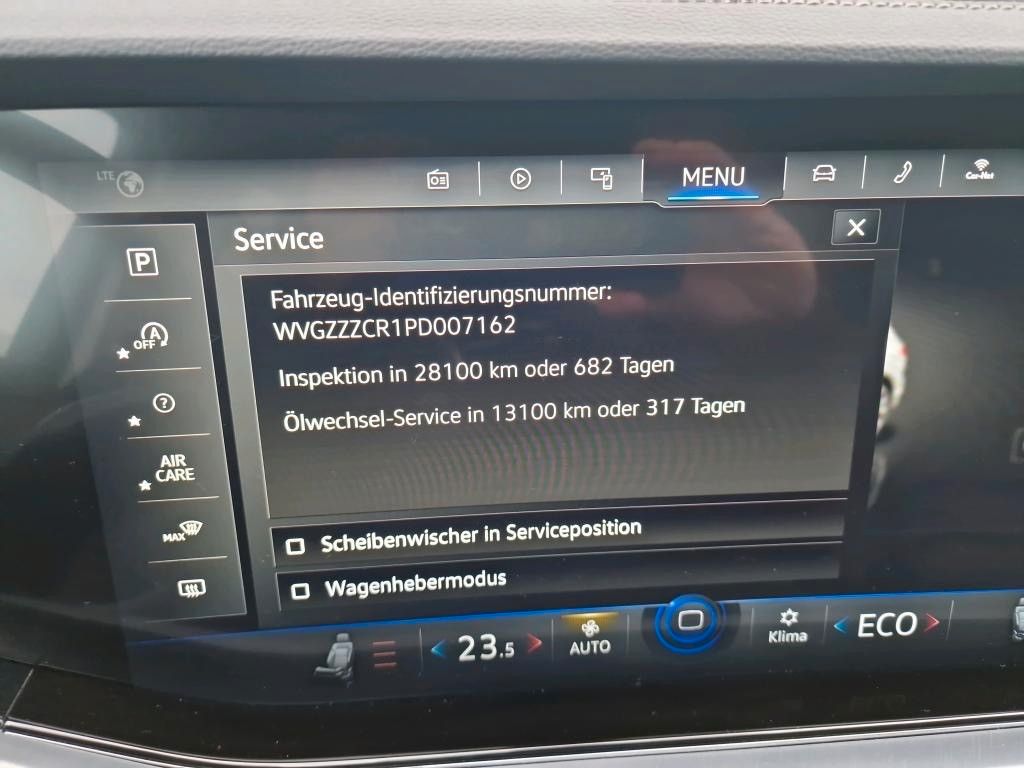 LTE
MENU
Car-Net
Service
P
A
OFF
?
AIR
CARE
MAX
Fahrzeug-Identifizierungsnummer:
WVGZZZCR1PD007162
Inspektion in 28100 km oder 682 Tagen
Ölwechsel-Service in 13100 km oder 317 Tagen
Scheibenwischer in Serviceposition
Wagenhebermodus
23.5
AUTO
Klima
ECO